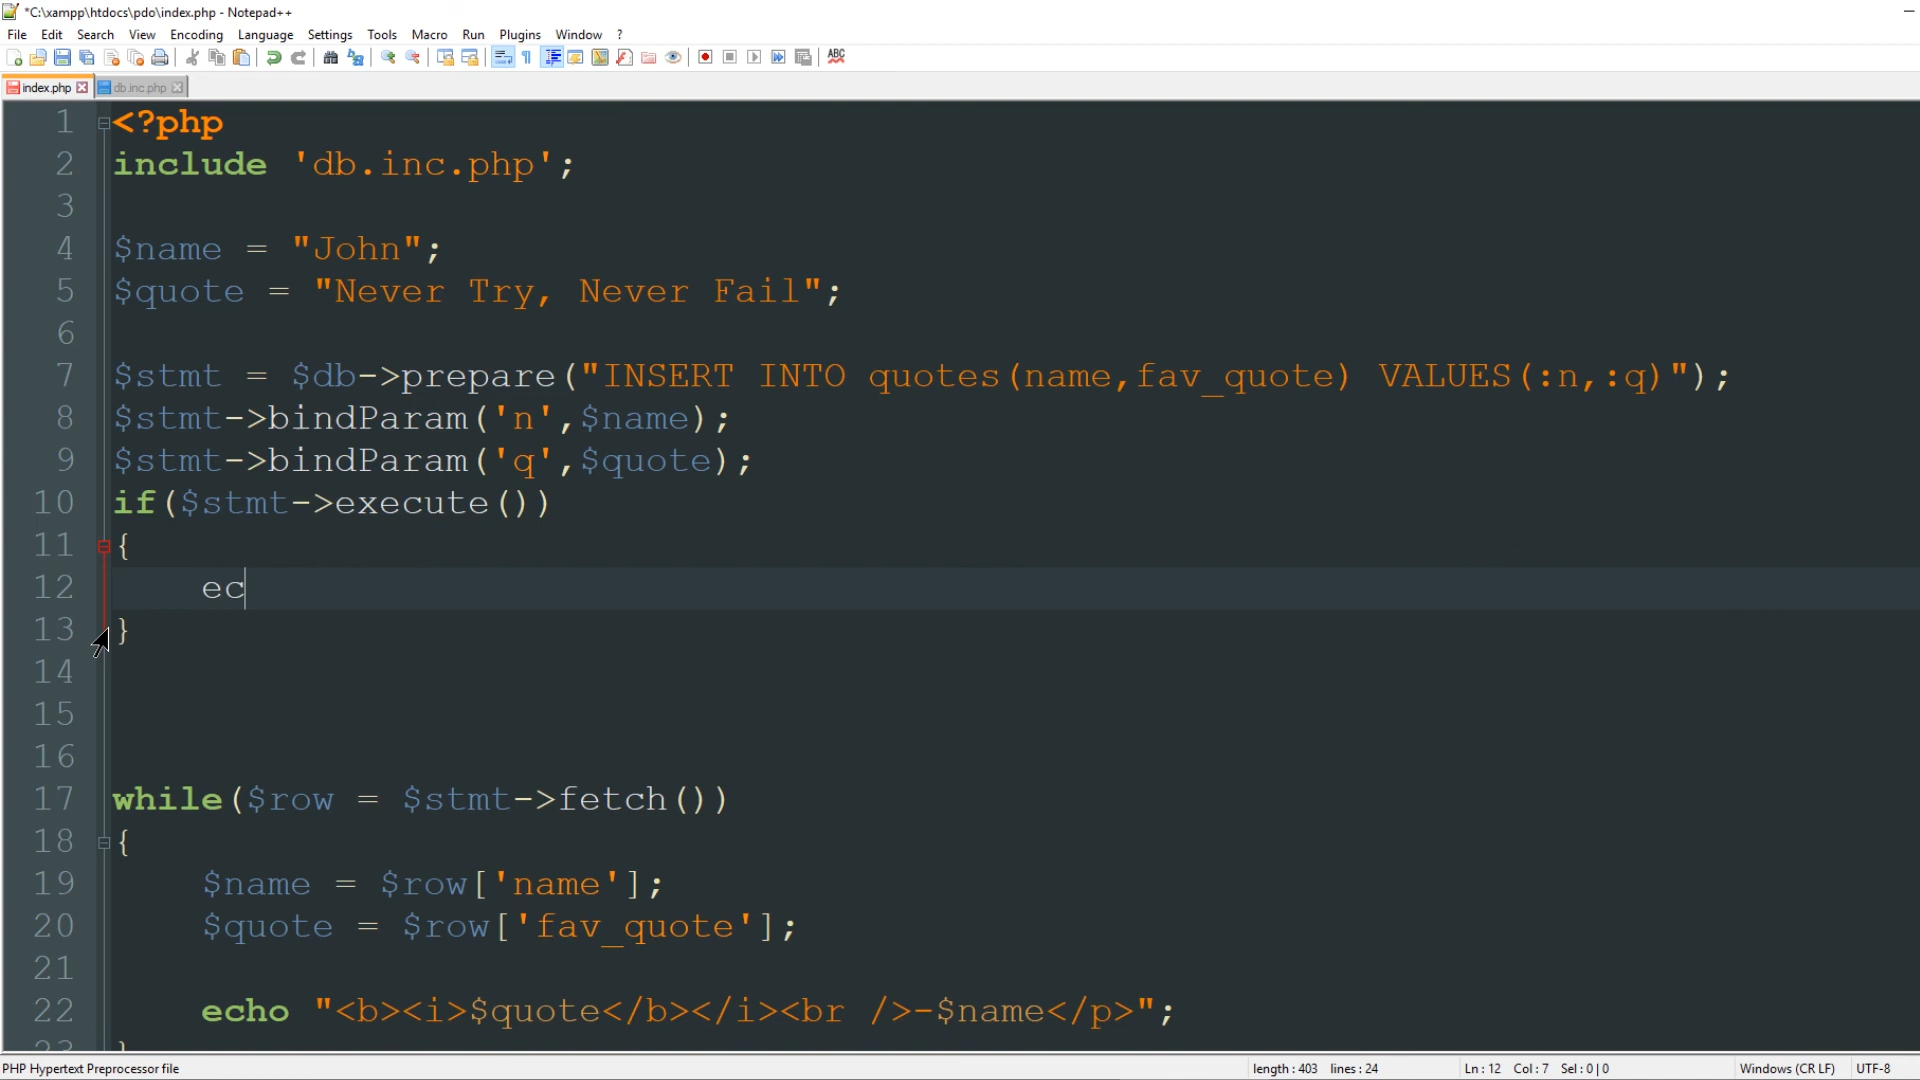 *C:\xampp\htdocs\pdo\index.php - Notepad++
File Edit Search View Encoding Language Settings Tools Macro Run Plugins Window ?
ABC
index.php db.inc.php
1 <?php
2 include 'db.inc.php';
3
4 $name = "John";
5 $quote = "Never Try, Never Fail";
6
7 $stmt = $db->prepare("INSERT INTO quotes(name,fav_quote) VALUES(:n,:q)");
8 $stmt->bindParam('n',$name);
9 $stmt->bindParam('q',$quote);
10 if($stmt->execute())
11 {
12 ec
13 }
14
15
16
17 while($row = $stmt->fetch())
18 {
19 $name = $row['name'];
20 $quote = $row['fav_quote'];
21
22 echo "<b><i>$quote</b></i><br />-$name</p>";
23 }
PHP Hypertext Preprocessor file length : 403 lines : 24 Ln : 12 Col : 7 Sel : 0 | 0 Windows (CR LF) UTF-8